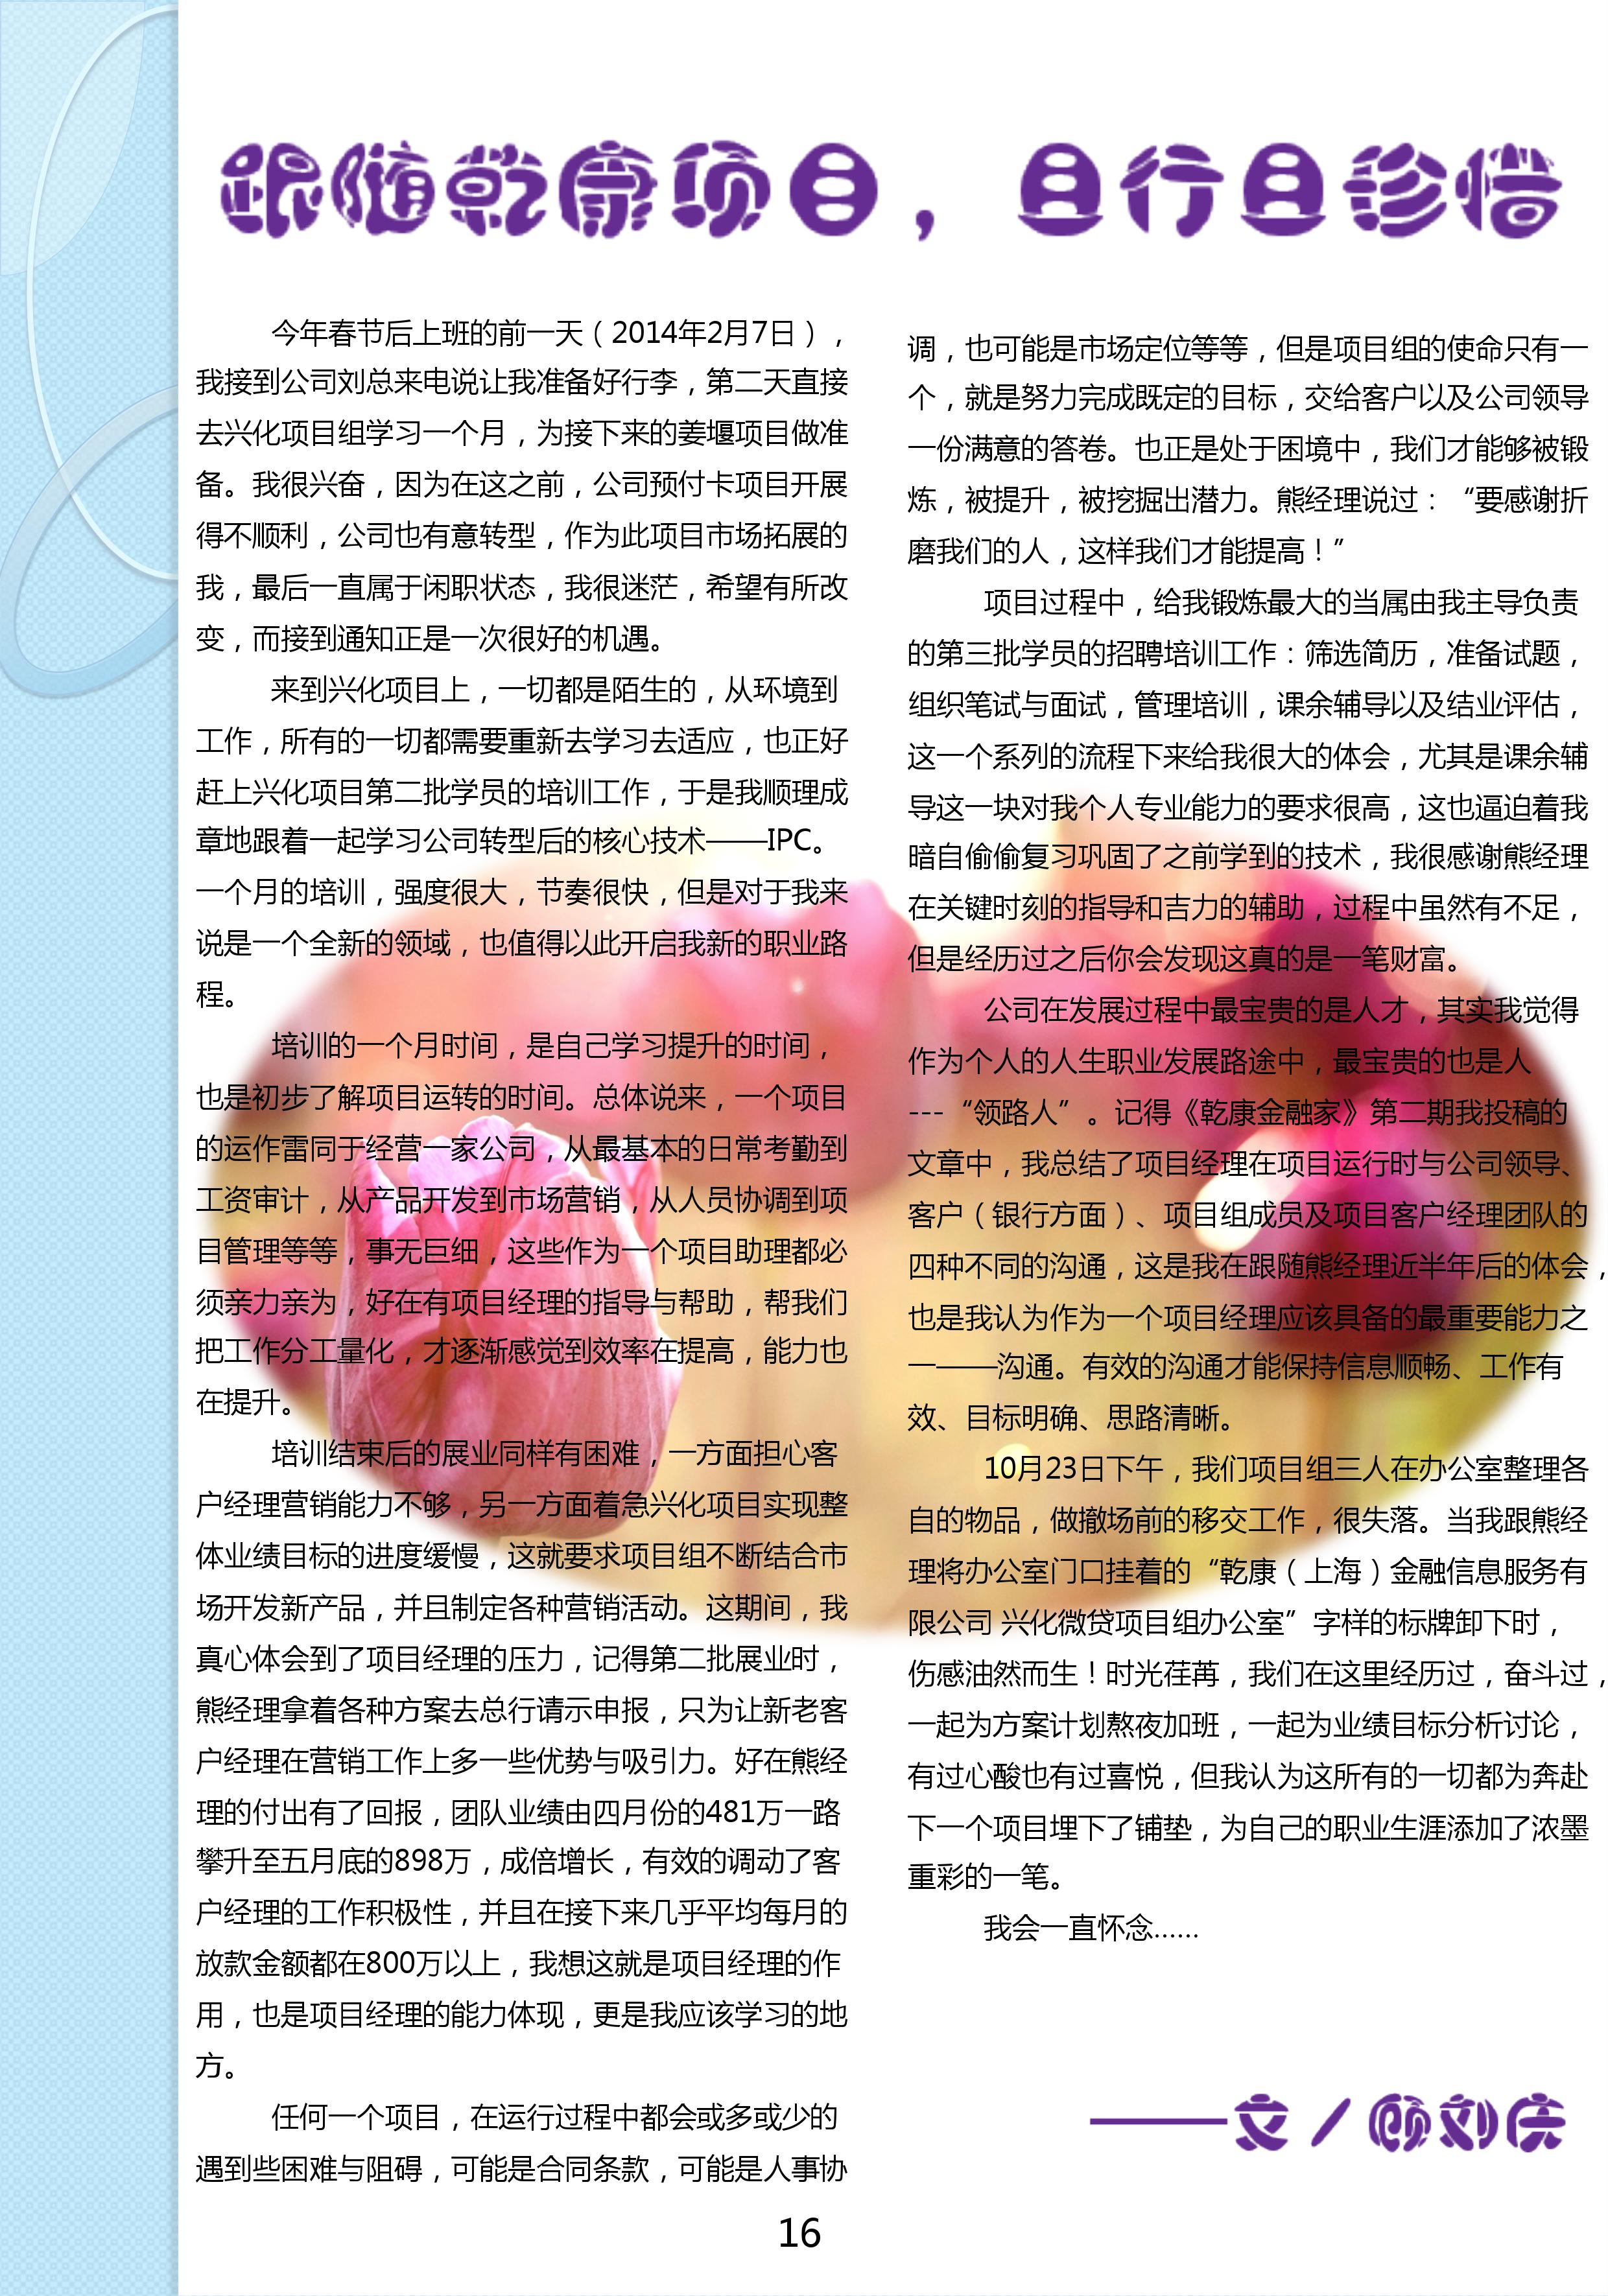 跟随乾康项目，且行且珍惜
今年春节后上班的前一天（2014年2月7日），
我接到公司刘总来电说让我准备好行李，第二天直接
去兴化项目组学习一个月，为接下来的姜堰项目做准
备。我很兴奋，因为在这之前，公司预付卡项目开展
得不顺利，公司也有意转型，作为此项目市场拓展的
我，最后一直属于闲职状态，我很迷茫，希望有所改
变，而接到通知正是一次很好的机遇。
来到兴化项目上，一切都是陌生的，从环境到
工作，所有的一切都需要重新去学习去适应，也正好
赶上兴化项目第二批学员的培训工作，于是我顺理成
章地跟着一起学习公司转型后的核心技术——IPC。
一个月的培训，强度很大，节奏很快，但是对于我来
说是一个全新的领域，也值得以此开启我新的职业路
程。
培训的一个月时间，是自己学习提升的时间，
也是初步了解项目运转的时间。总体说来，一个项目
的运作雷同于经营一家公司，从最基本的日常考勤到
工资审计，从产品开发到市场营销，从人员协调到项
目管理等等，事无巨细，这些作为一个项目助理都必
须亲力亲为，好在有项目经理的指导与帮助，帮我们
把工作分工量化，才逐渐感觉到效率在提高，能力也
在提升。
培训结束后的展业同样有困难，一方面担心客
户经理营销能力不够，另一方面着急兴化项目实现整
体业绩目标的进度缓慢，这就要求项目组不断结合市
场开发新产品，并且制定各种营销活动。这期间，我
真心体会到了项目经理的压力，记得第二批展业时，
熊经理拿着各种方案去总行请示申报，只为让新老客
户经理在营销工作上多一些优势与吸引力。好在熊经
理的付出有了回报，团队业绩由四月份的481万一路
攀升至五月底的898万，成倍增长，有效的调动了客
户经理的工作积极性，并且在接下来几乎平均每月的
放款金额都在800万以上，我想这就是项目经理的作
用，也是项目经理的能力体现，更是我应该学习的地
方。
任何一个项目，在运行过程中都会或多或少的
遇到些困难与阻碍，可能是合同条款，可能是人事协
调，也可能是市场定位等等，但是项目组的使命只有一
个，就是努力完成既定的目标，交给客户以及公司领导
一份满意的答卷。也正是处于困境中，我们才能够被锻
炼，被提升，被挖掘出潜力。熊经理说过：“要感谢折
磨我们的人，这样我们才能提高！”
项目过程中，给我锻炼最大的当属由我主导负责
的第三批学员的招聘培训工作：筛选简历，准备试题，
组织笔试与面试，管理培训，课余辅导以及结业评估，
这一个系列的流程下来给我很大的体会，尤其是课余辅
导这一块对我个人专业能力的要求很高，这也逼迫着我
暗自偷偷复习巩固了之前学到的技术，我很感谢熊经理
在关键时刻的指导和吉力的辅助，过程中虽然有不足，
但是经历过之后你会发现这真的是一笔财富。
公司在发展过程中最宝贵的是人才，其实我觉得
作为个人的人生职业发展路途中，最宝贵的也是人
---“领路人”。记得《乾康金融家》第二期我投稿的
文章中，我总结了项目经理在项目运行时与公司领导、
客户（银行方面）、项目组成员及项目客户经理团队的
四种不同的沟通，这是我在跟随熊经理近半年后的体会，
也是我认为作为一个项目经理应该具备的最重要能力之
一——沟通。有效的沟通才能保持信息顺畅、工作有
效、目标明确、思路清晰。
10月23日下午，我们项目组三人在办公室整理各
自的物品，做撤场前的移交工作，很失落。当我跟熊经
理将办公室门口挂着的“乾康（上海）金融信息服务有
限公司 兴化微贷项目组办公室”字样的标牌卸下时，
伤感油然而生！时光荏苒，我们在这里经历过，奋斗过，
一起为方案计划熬夜加班，一起为业绩目标分析讨论，
有过心酸也有过喜悦，但我认为这所有的一切都为奔赴
下一个项目埋下了铺垫，为自己的职业生涯添加了浓墨
重彩的一笔。
我会一直怀念……
——文／顾刘庆
16